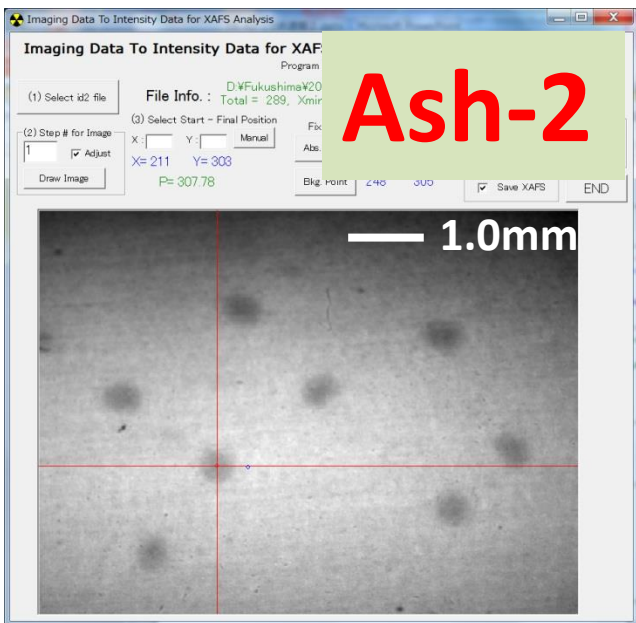 Imaging Data To Intensity Data for XAFS Analysis
Imaging Data To Intensity Data for XAF
Program
(1) Select id2 file
File Info. :
D:¥Fukushima¥20
Total = 289, Xmin
(2) Step # for Image
1
Adjust
Draw Image
(3) Select Start - Final Position
X : Y : Manual
X= 211 Y= 303
P= 307.78
Fix
Abs.
Bkg. Point 248 305
Save XAFS
END
Ash-2
1.0mm